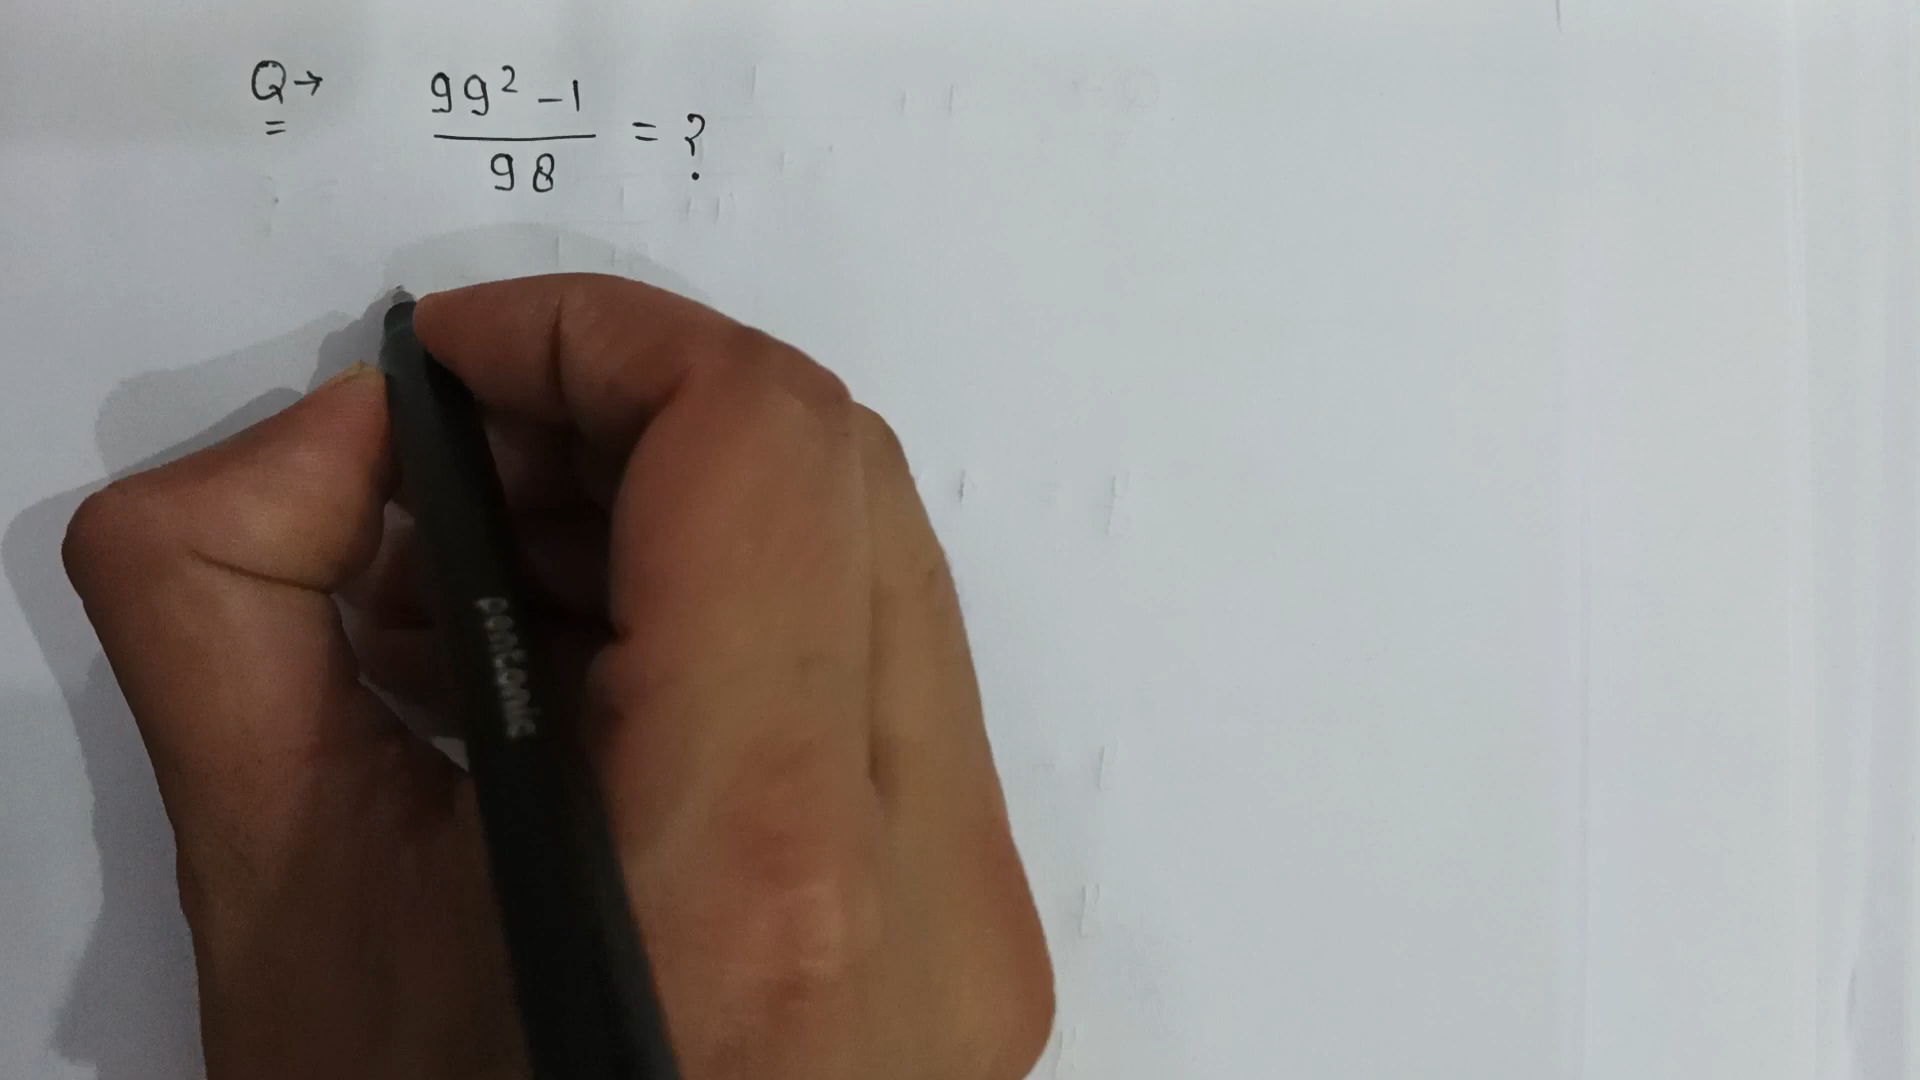 Q→ 99² - 1 / 98 = ?
pentonic